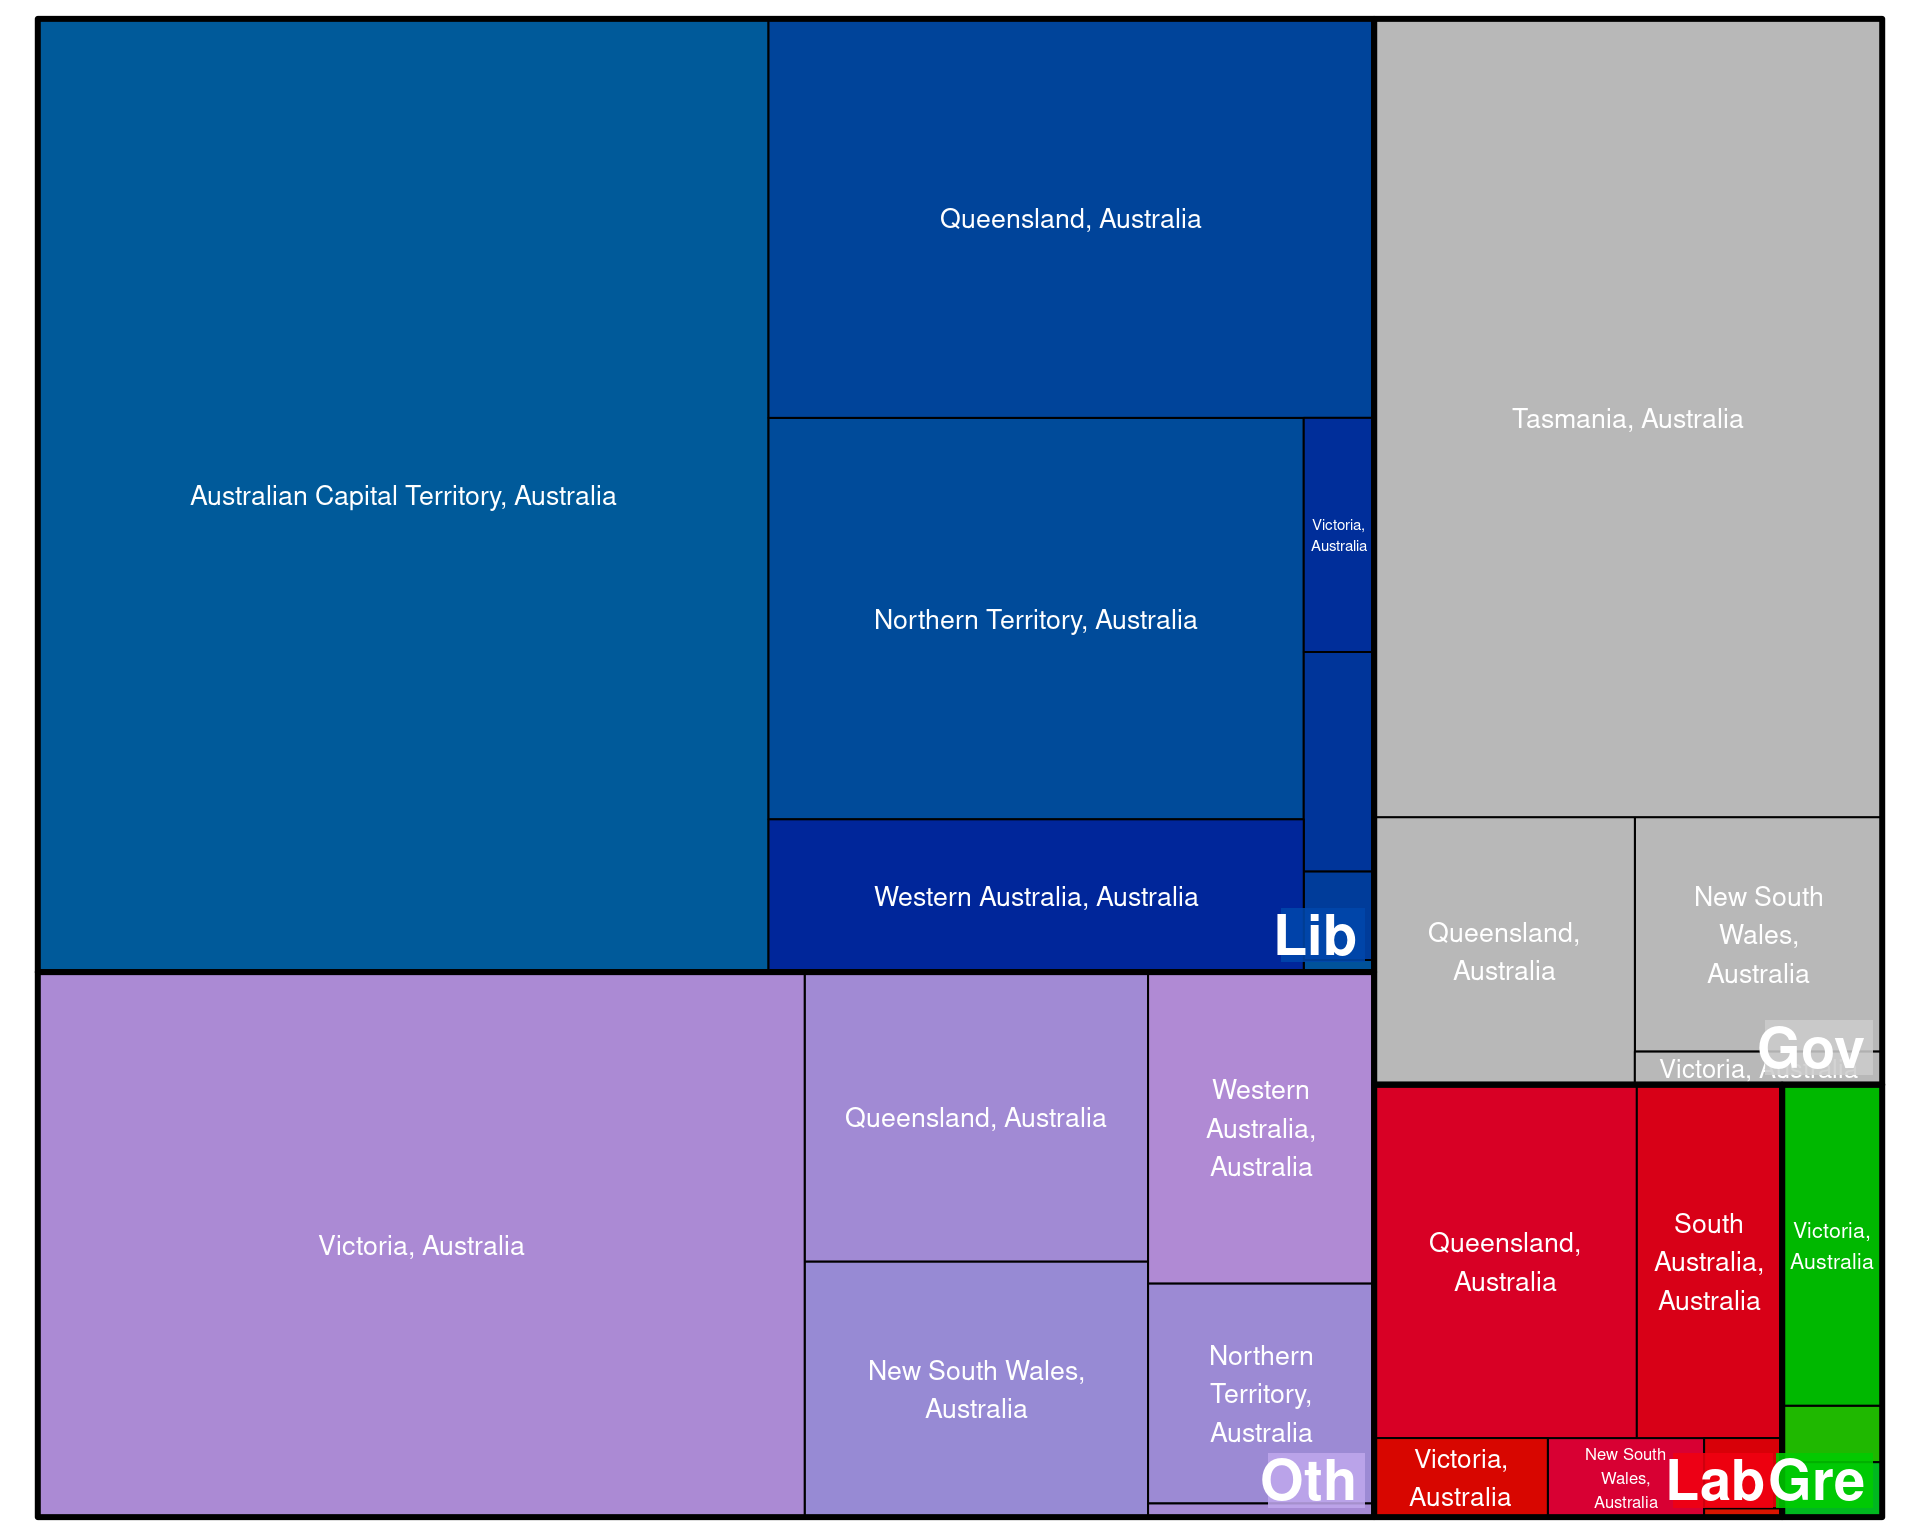 Australian Capital Territory, Australia
Queensland, Australia
Northern Territory, Australia
Victoria,
Australia
Western Australia, Australia
Lib
Tasmania, Australia
Queensland,
Australia
New South
Wales,
Australia
Victoria, Australia
Gov
Victoria, Australia
Queensland, Australia
New South Wales,
Australia
Western
Australia,
Australia
Northern
Territory,
Australia
Oth
Queensland,
Australia
South
Australia,
Australia
Victoria,
Australia
New South
Wales,
Australia
Lab
Victoria,
Australia
Gre